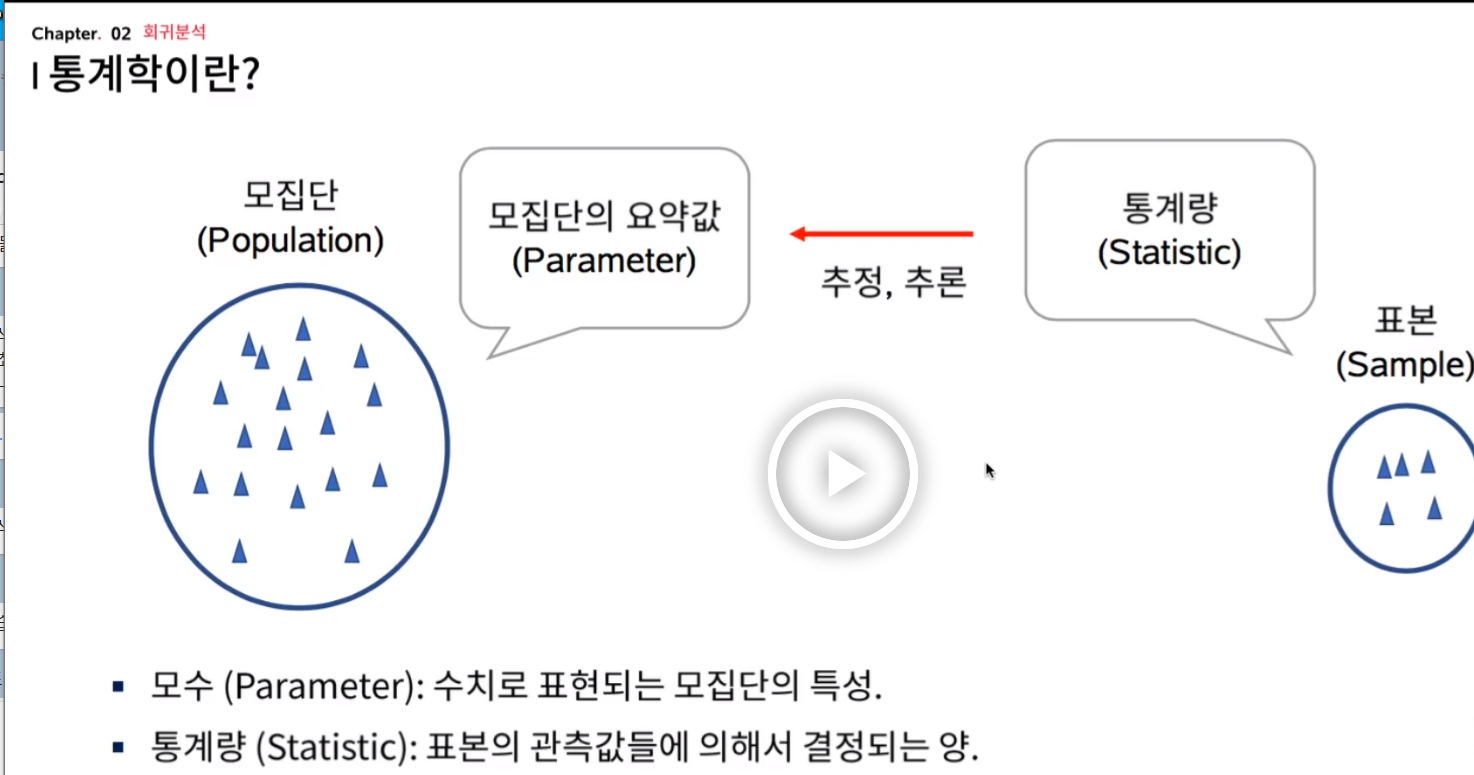 Chapter. 02 회귀분석
통계학이란?
모집단
(Population)
모집단의 요약값
(Parameter)
추정, 추론
통계량
(Statistic)
표본
(Sample)
▪ 모수 (Parameter): 수치로 표현되는 모집단의 특성.
▪ 통계량 (Statistic): 표본의 관측값들에 의해서 결정되는 양.